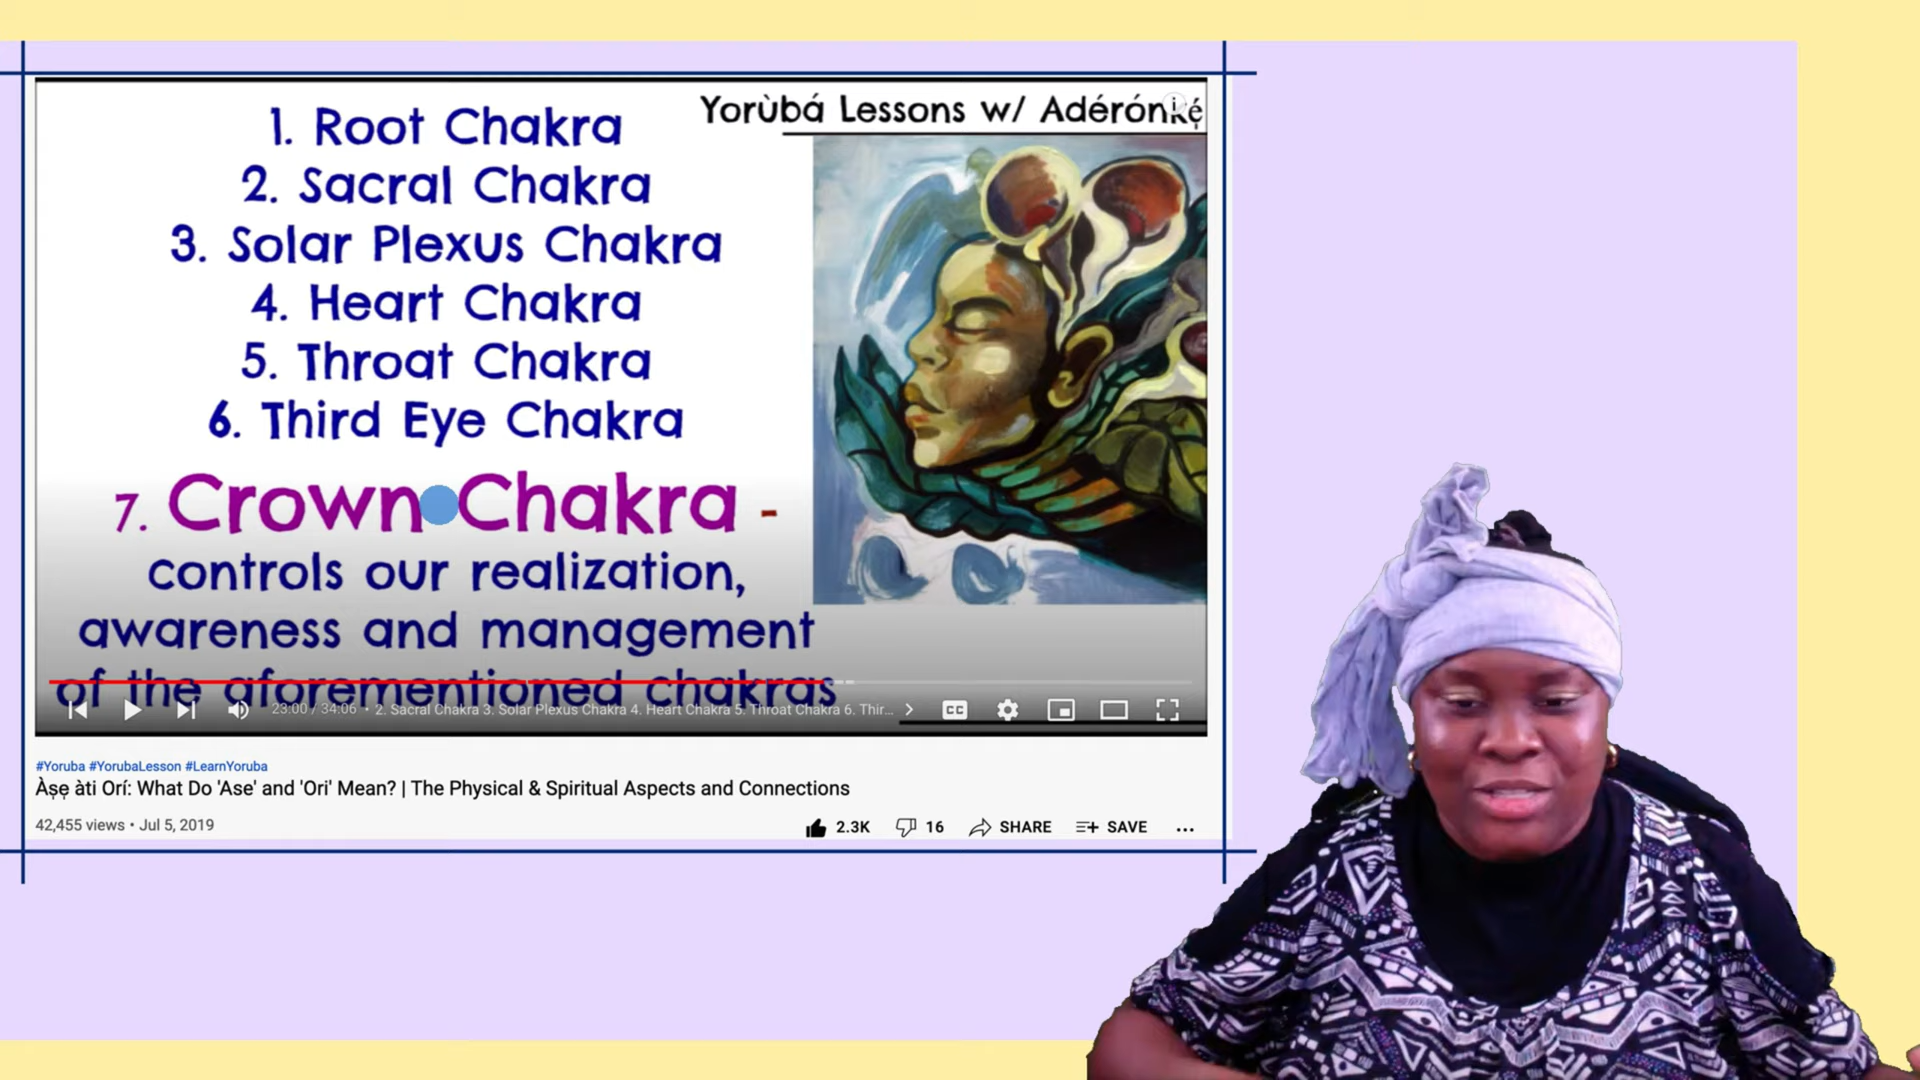 Yorùbá Lessons w/ Adérónkẹ́
1. Root Chakra
2. Sacral Chakra
3. Solar Plexus Chakra
4. Heart Chakra
5. Throat Chakra
6. Third Eye Chakra
7. Crown Chakra -
controls our realization,
awareness and management
of the aforementioned chakras
23:00 / 34:06 • 2. Sacral Chakra 3. Solar Plexus Chakra 4. Heart Chakra 5. Throat Chakra 6. Thir...
CC
#Yoruba #YorubaLesson #LearnYoruba
Àṣẹ àti Orí: What Do 'Ase' and 'Ori' Mean? | The Physical & Spiritual Aspects and Connections
42,455 views • Jul 5, 2019
2.3K 16 SHARE SAVE ...